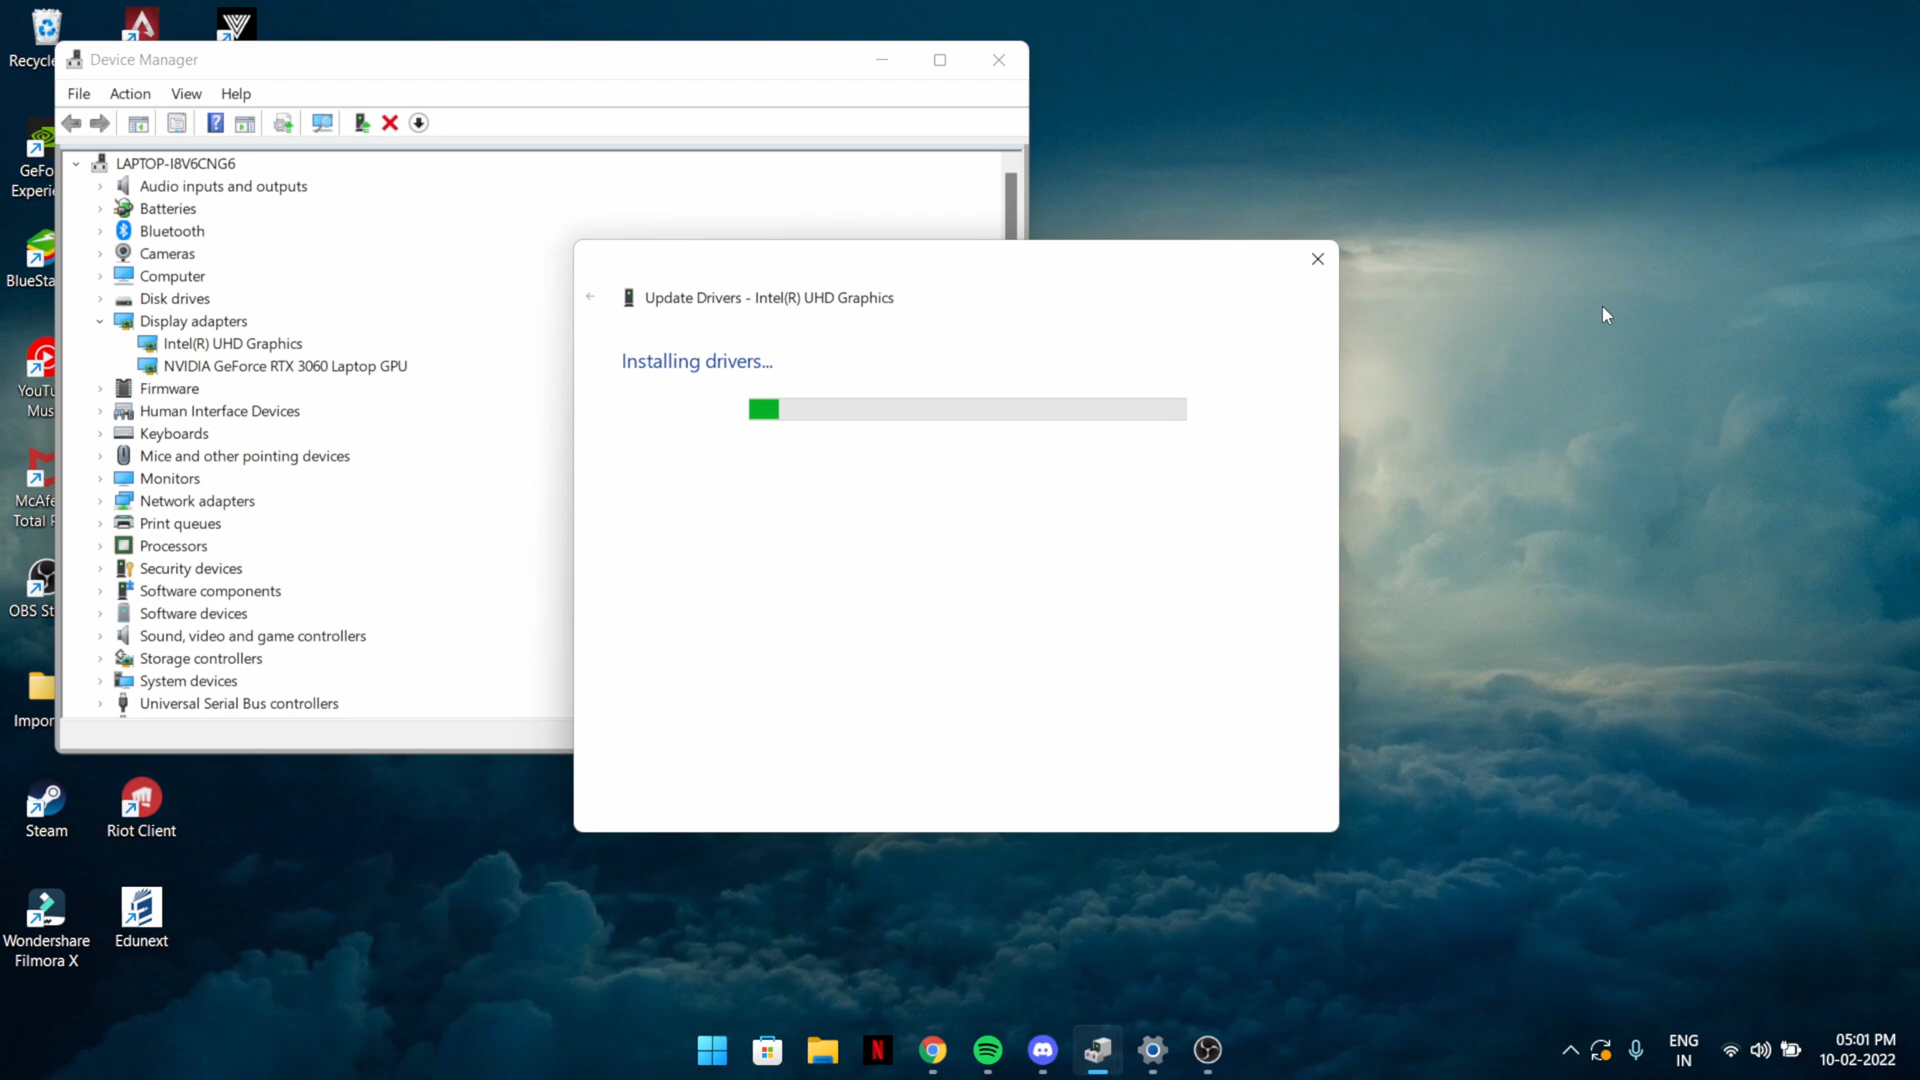 Recycle
Device Manager
File Action View Help
LAPTOP-I8V6CNG6
Audio inputs and outputs
Batteries
Bluetooth
Cameras
Computer
Disk drives
Display adapters
Intel(R) UHD Graphics
NVIDIA GeForce RTX 3060 Laptop GPU
Firmware
Human Interface Devices
Keyboards
Mice and other pointing devices
Monitors
Network adapters
Print queues
Processors
Security devices
Software components
Software devices
Sound, video and game controllers
Storage controllers
System devices
Universal Serial Bus controllers
Update Drivers - Intel(R) UHD Graphics
Installing drivers...
GeFo
Experie
BlueSta
YouTu
Mus
McAfe
Total P
OBS St
Impor
Steam
Riot Client
Wondershare
Filmora X
Edunext
ENG
IN
05:01 PM
10-02-2022